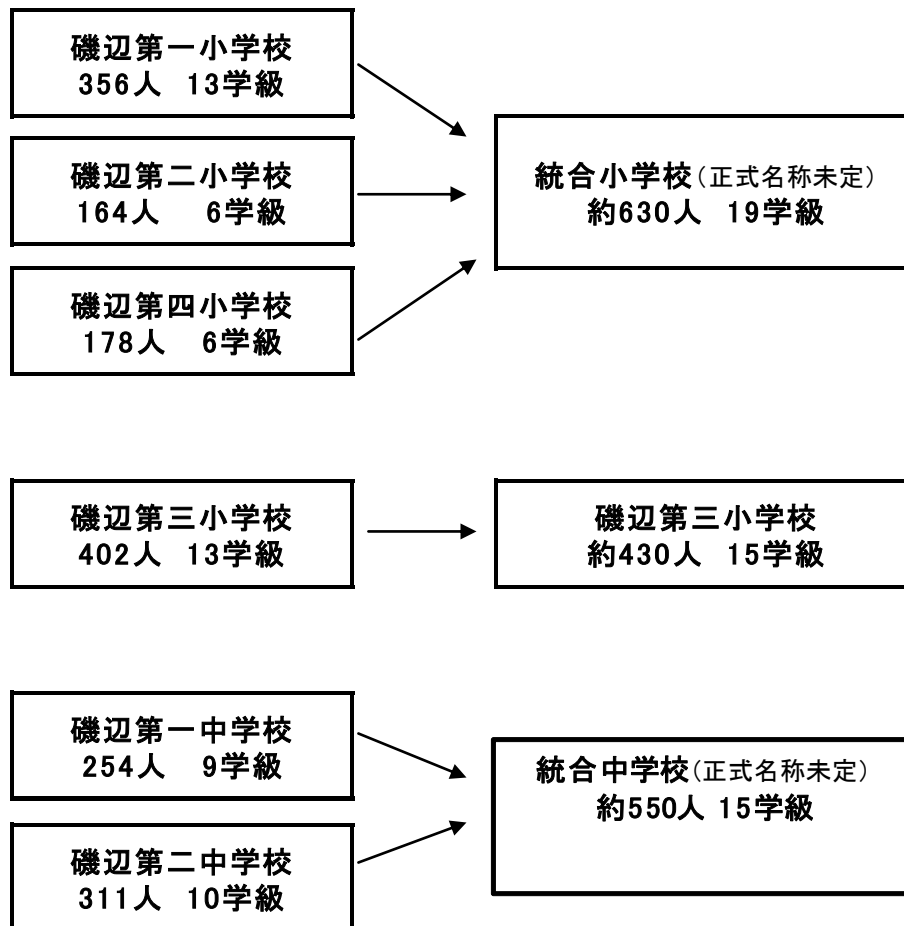 磯辺第一小学校
356人 13学級
磯辺第二小学校
164人 6学級
磯辺第四小学校
178人 6学級
統合小学校(正式名称未定)
約630人 19学級
磯辺第三小学校
402人 13学級
磯辺第三小学校
約430人 15学級
磯辺第一中学校
254人 9学級
磯辺第二中学校
311人 10学級
統合中学校(正式名称未定)
約550人 15学級